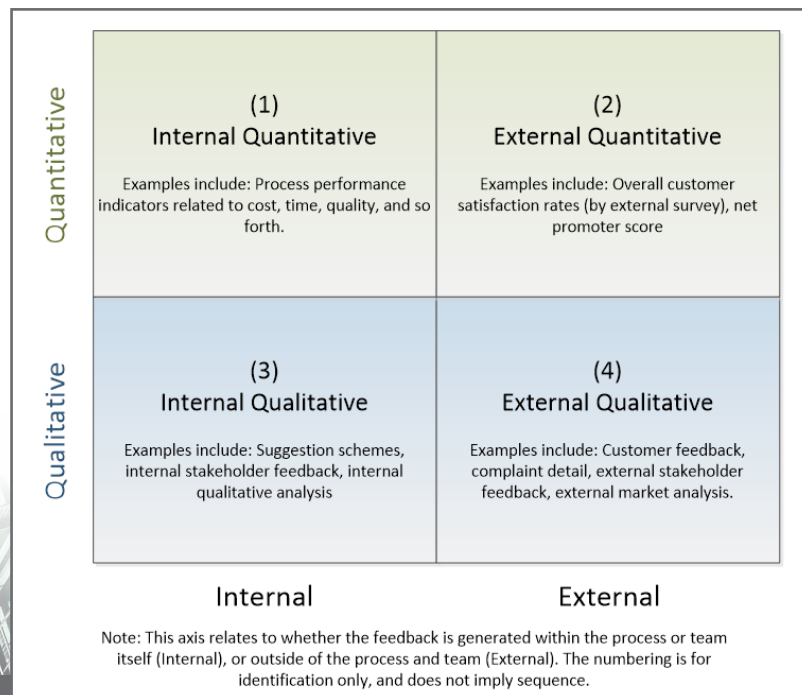 Quantitative
(1)
Internal Quantitative
Examples include: Process performance
indicators related to cost, time, quality, and so
forth.
(2)
External Quantitative
Examples include: Overall customer
satisfaction rates (by external survey), net
promoter score
Qualitative
(3)
Internal Qualitative
Examples include: Suggestion schemes,
internal stakeholder feedback, internal
qualitative analysis
(4)
External Qualitative
Examples include: Customer feedback,
complaint detail, external stakeholder
feedback, external market analysis.
Internal
External
Note: This axis relates to whether the feedback is generated within the process or team
itself (Internal), or outside of the process and team (External). The numbering is for
identification only, and does not imply sequence.